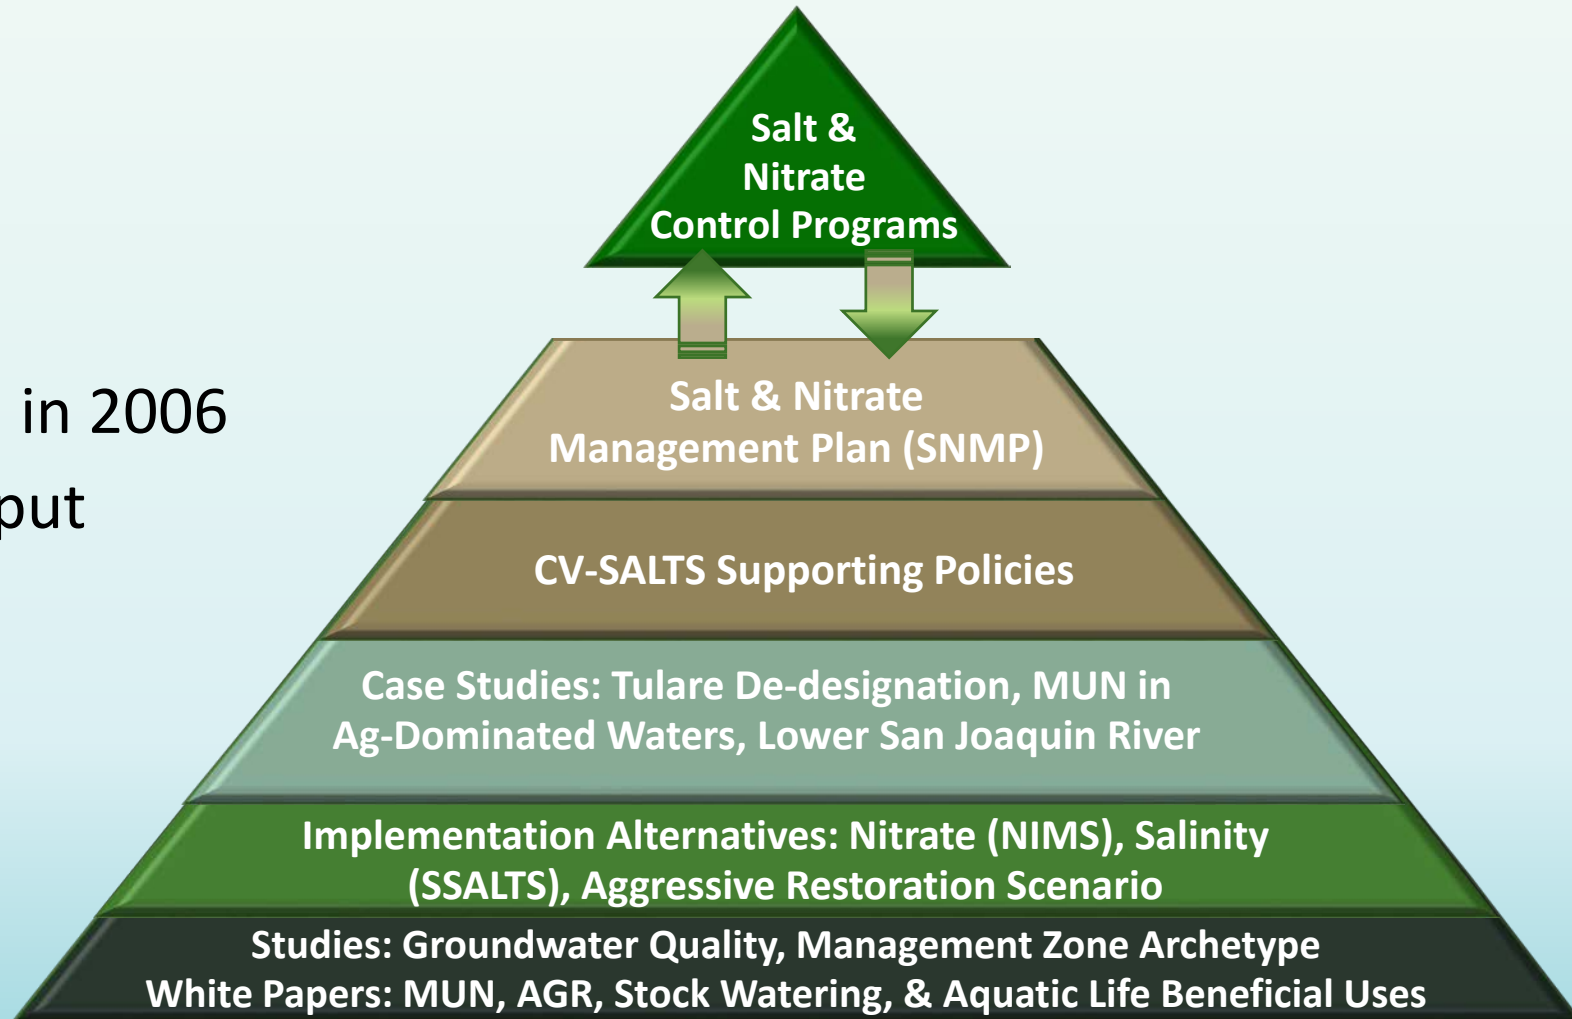 in 2006
Salt &
Nitrate
Control Programs
Salt & Nitrate
Management Plan (SNMP)
CV-SALTS Supporting Policies
Case Studies: Tulare De-designation, MUN in
Ag-Dominated Waters, Lower San Joaquin River
Implementation Alternatives: Nitrate (NIMS), Salinity
(SSALTS), Aggressive Restoration Scenario
Studies: Groundwater Quality, Management Zone Archetype
White Papers: MUN, AGR, Stock Watering, & Aquatic Life Beneficial Uses